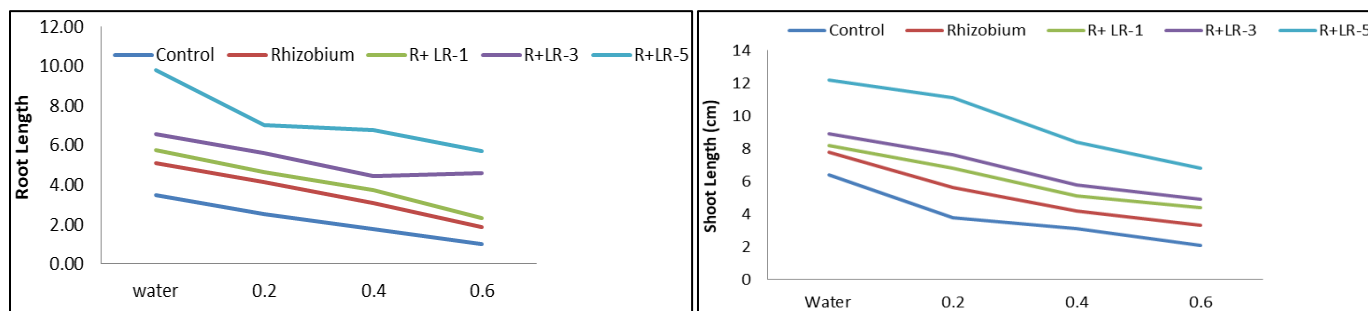 12.00
Control Rhizobium R+ LR-1 R+LR-3 R+LR-5
10.00
8.00
6.00
4.00
2.00
0.00
Root Length
water 0.2 0.4 0.6
Control Rhizobium R+ LR-1 R+LR-3 R+LR-5
14
12
10
8
6
4
2
0
Shoot Length (cm)
Water 0.2 0.4 0.6